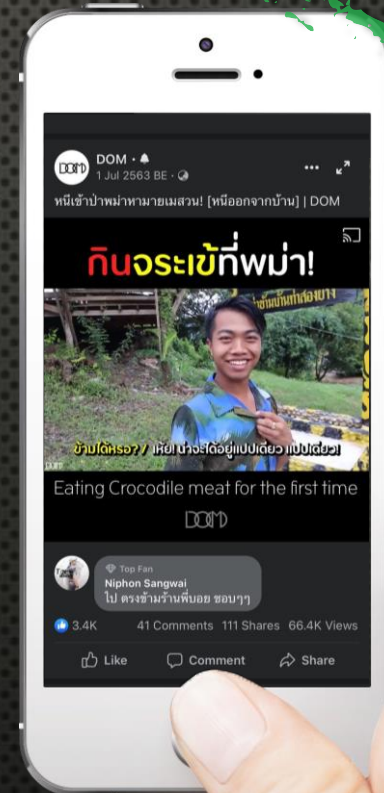 DOM
DOM
1 Jul 2563 BE
หนีเข้าป่าพม่าหามายเมสวน! [หนีออกจากบ้าน] | DOM
กินจระเข้ที่พม่า!
ข้ามได้หรอ? / เห้ย! น่าจะได้อยู่แปปเดียว แปปเดียว!
Eating Crocodile meat for the first time
DOM
Top Fan
Niphon Sangwai
ไป ตรงข้ามร้านพี่บอย ชอบๆๆ
3.4K
41 Comments 111 Shares 66.4K Views
Like Comment Share